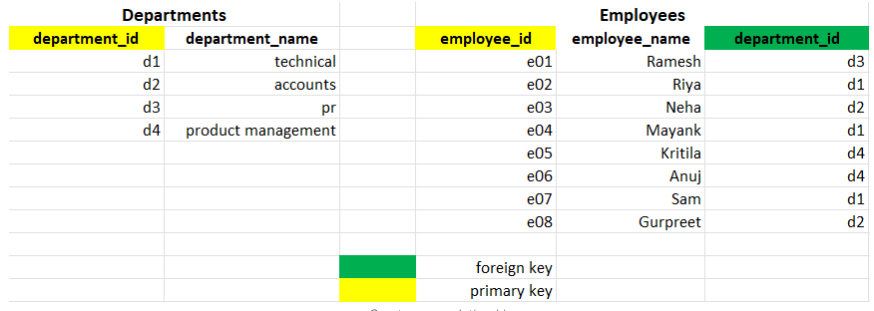 Departments Employees
department_id department_name employee_id employee_name department_id
d1 technical e01 Ramesh d3
d2 accounts e02 Riya d1
d3 pr e03 Neha d2
d4 product management e04 Mayank d1
e05 Kritila d4
e06 Anuj d4
e07 Sam d1
e08 Gurpreet d2
foreign key
primary key